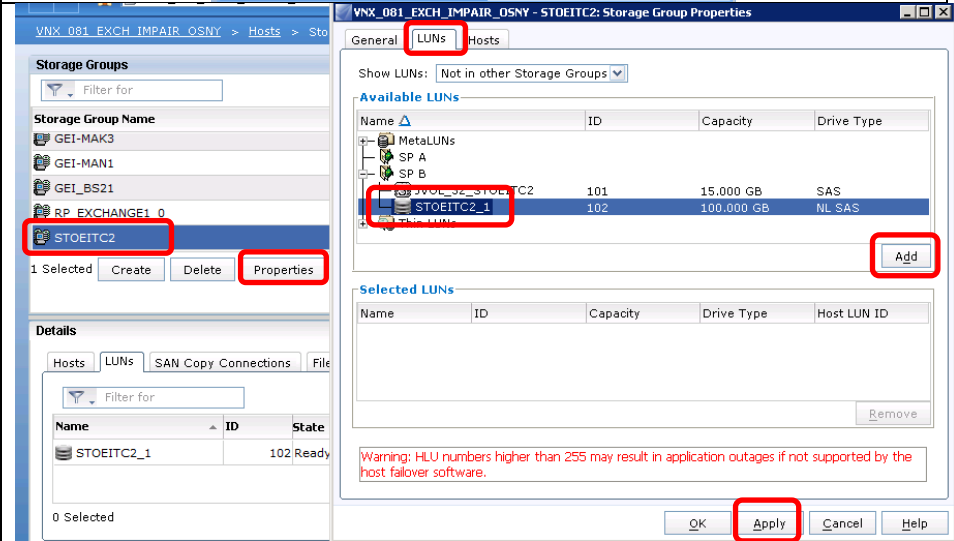 VNX_081_EXCH_IMPAIR_OSNY > Hosts > Sto
Storage Groups
Filter for
Storage Group Name
GEI-MAK3
GEI-MAN1
GEI_BS21
RP_EXCHANGE1_0
STOEITC2
1 Selected Create Delete Properties
Details
Hosts LUNs SAN Copy Connections File
Filter for
Name ID State
STOEITC2_1 102 Ready
0 Selected
VNX_081_EXCH_IMPAIR_OSNY - STOEITC2: Storage Group Properties
General LUNs Hosts
Show LUNs: Not in other Storage Groups
Available LUNs
Name ID Capacity Drive Type
MetaLUNs
SP A
SP B
JVOL_S2_STOEITC2 101 15.000 GB SAS
STOEITC2_1 102 100.000 GB NL SAS
Thin LUNs
Add
Selected LUNs
Name ID Capacity Drive Type Host LUN ID
Remove
Warning: HLU numbers higher than 255 may result in application outages if not supported by the
host failover software.
OK Apply Cancel Help